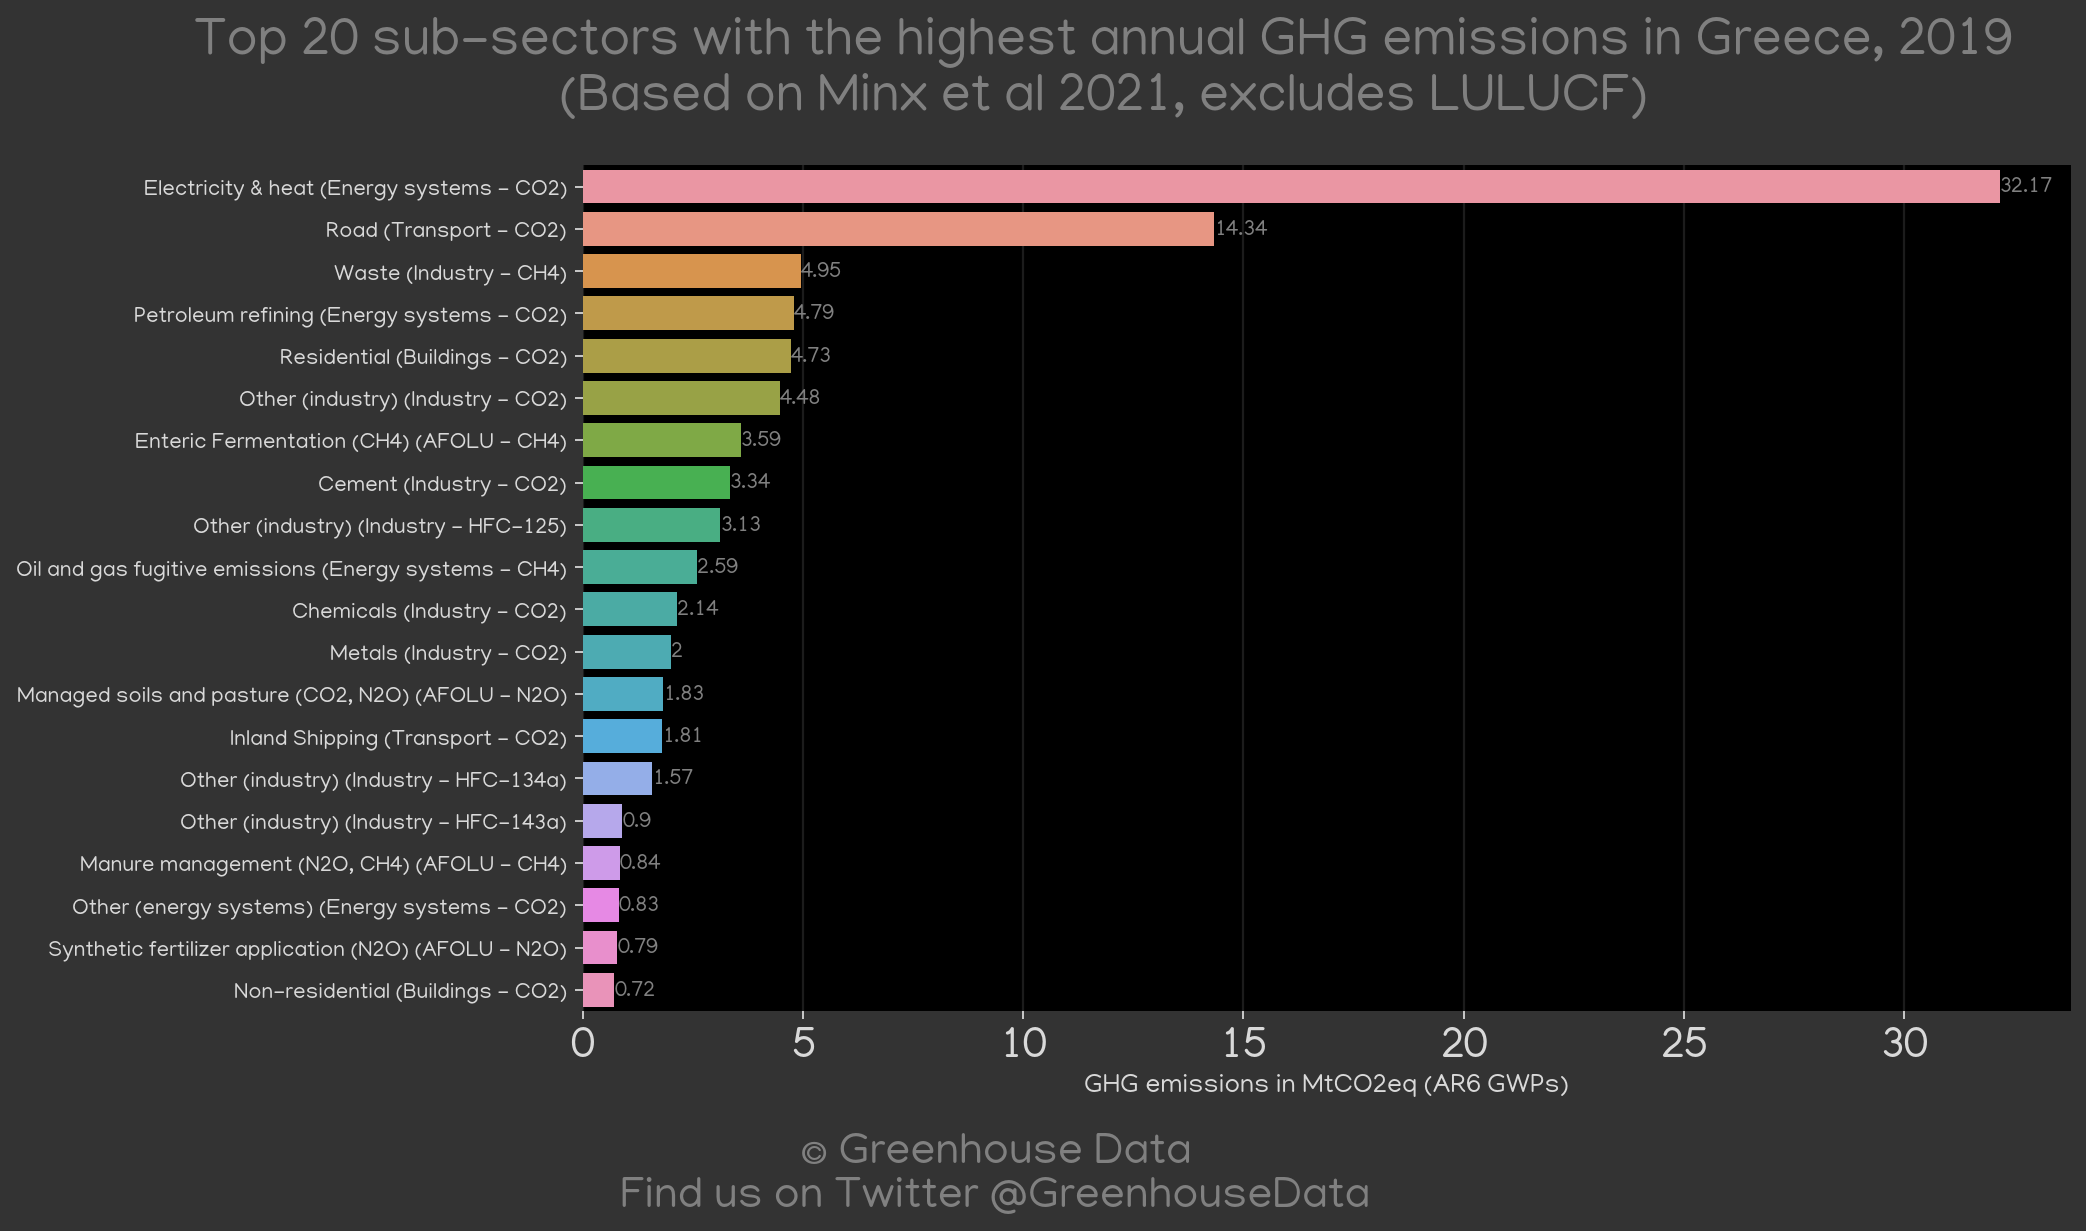 Top 20 sub-sectors with the highest annual GHG emissions in Greece, 2019
(Based on Minx et al 2021, excludes LULUCF)
Electricity & heat (Energy systems - CO2) 32.17
Road (Transport - CO2) 14.34
Waste (Industry - CH4) 4.95
Petroleum refining (Energy systems - CO2) 4.79
Residential (Buildings - CO2) 4.73
Other (industry) (Industry - CO2) 4.48
Enteric Fermentation (CH4) (AFOLU - CH4) 3.59
Cement (Industry - CO2) 3.34
Other (industry) (Industry - HFC-125) 3.13
Oil and gas fugitive emissions (Energy systems - CH4) 2.59
Chemicals (Industry - CO2) 2.14
Metals (Industry - CO2) 2
Managed soils and pasture (CO2, N2O) (AFOLU - N2O) 1.83
Inland Shipping (Transport - CO2) 1.81
Other (industry) (Industry - HFC-134a) 1.57
Other (industry) (Industry - HFC-143a) 0.9
Manure management (N2O, CH4) (AFOLU - CH4) 0.84
Other (energy systems) (Energy systems - CO2) 0.83
Synthetic fertilizer application (N2O) (AFOLU - N2O) 0.79
Non-residential (Buildings - CO2) 0.72
0 5 10 15 20 25 30
GHG emissions in MtCO2eq (AR6 GWPs)
© Greenhouse Data
Find us on Twitter @GreenhouseData